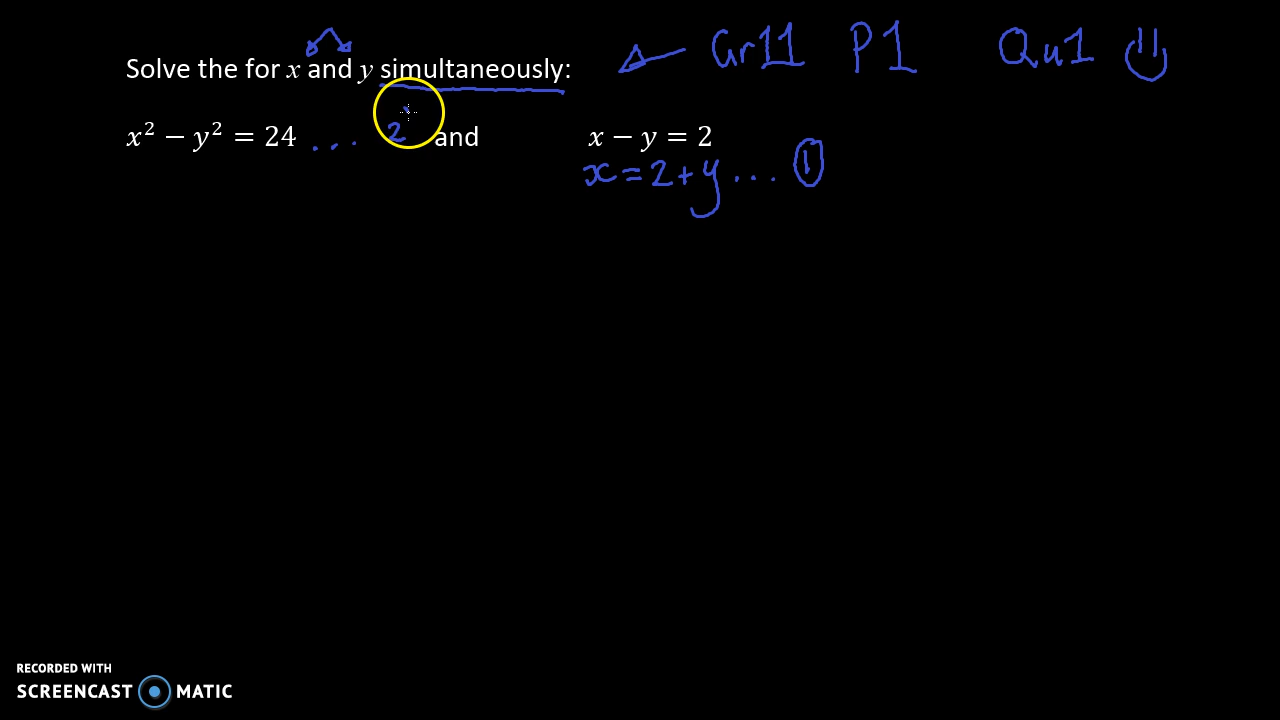 Gr11 P1 Qu1
Solve the for x and y simultaneously:
x² − y² = 24 ... 2 and x − y = 2
x = 2 + y ... ①
RECORDED WITH
SCREENCAST MATIC